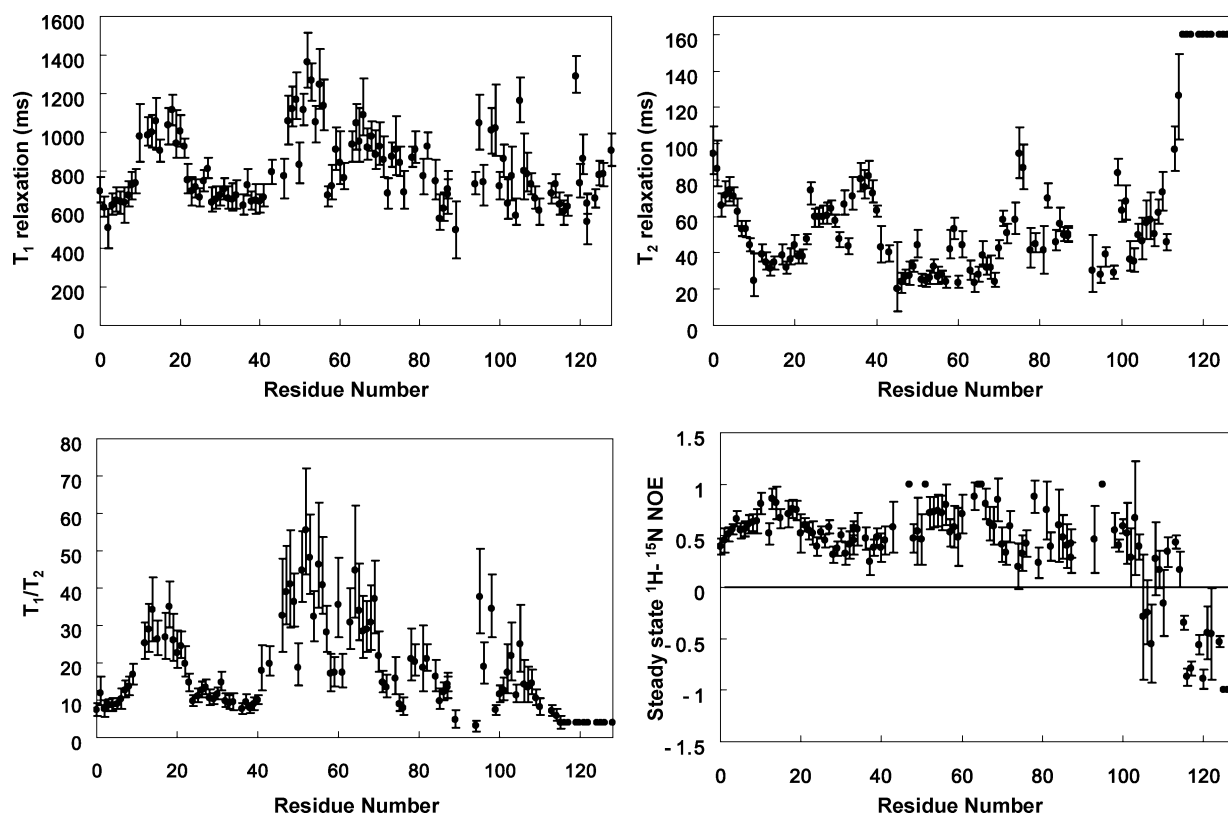 T1 relaxation (ms)
1600
1400
1200
1000
800
600
400
200
0
0 20 40 60 80 100 120
Residue Number
T2 relaxation (ms)
160
140
120
100
80
60
40
20
0
0 20 40 60 80 100 120
Residue Number
T1/T2
80
70
60
50
40
30
20
10
0
0 20 40 60 80 100 120
Residue Number
Steady state 1H- 15N NOE
1.5
1
0.5
0
- 0.5
- 1
- 1.5
0 20 40 60 80 100 120
Residue Number